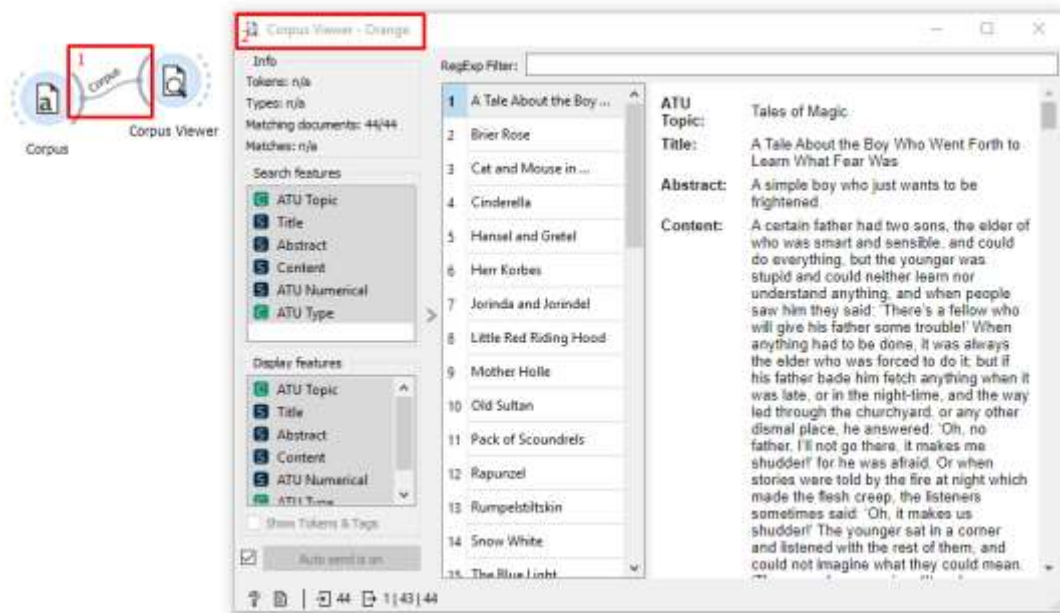 1
Corpus
Corpus
Corpus Viewer
2
Corpus Viewer - Orange
Info
Tokens: n/a
Types: n/a
Matching documents: 44/44
Matches: n/a
Search features
C ATU Topic
S Title
S Abstract
S Content
S ATU Numerical
C ATU Type
Display features
C ATU Topic
S Title
S Abstract
S Content
S ATU Numerical
C ATU Type
Show Tokens & Tags
Auto send is on
44 1|43|44
RegExp Filter:
1 A Tale About the Boy ...
2 Brier Rose
3 Cat and Mouse in ...
4 Cinderella
5 Hansel and Gretel
6 Herr Korbes
7 Jorinda and Jorindel
8 Little Red Riding Hood
9 Mother Holle
10 Old Sultan
11 Pack of Scoundrels
12 Rapunzel
13 Rumpelstiltskin
14 Snow White
15 The Blue Light
ATU Topic: Tales of Magic
Title: A Tale About the Boy Who Went Forth to
Learn What Fear Was
Abstract: A simple boy who just wants to be
frightened
Content: A certain father had two sons, the elder of
who was smart and sensible, and could
do everything, but the younger was
stupid and could neither learn nor
understand anything, and when people
saw him they said: 'There's a fellow who
will give his father some trouble!' When
anything had to be done, it was always
the elder who was forced to do it; but if
his father bade him fetch anything when it
was late, or in the night-time, and the way
led through the churchyard, or any other
dismal place, he answered: 'Oh, no
father, I'll not go there, it makes me
shudder!' for he was afraid. Or when
stories were told by the fire at night which
made the flesh creep, the listeners
sometimes said: 'Oh, it makes us
shudder!' The younger sat in a corner
and listened with the rest of them, and
could not imagine what they could mean.